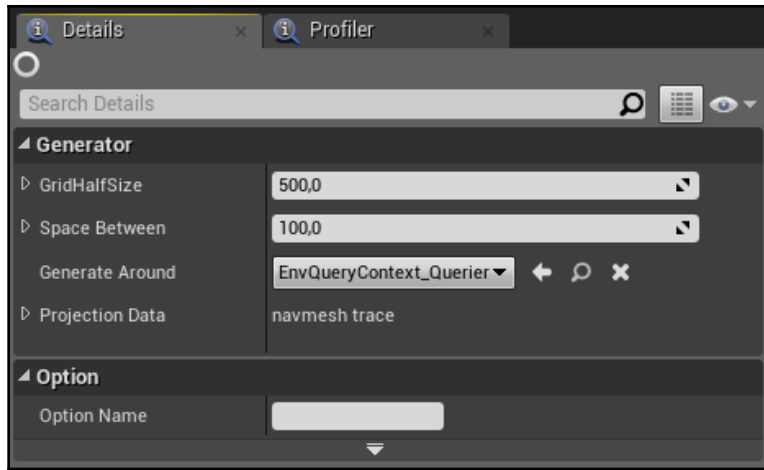 Details Profiler
Search Details
Generator
GridHalfSize 500,0
Space Between 100,0
Generate Around EnvQueryContext_Querier
Projection Data navmesh trace
Option
Option Name